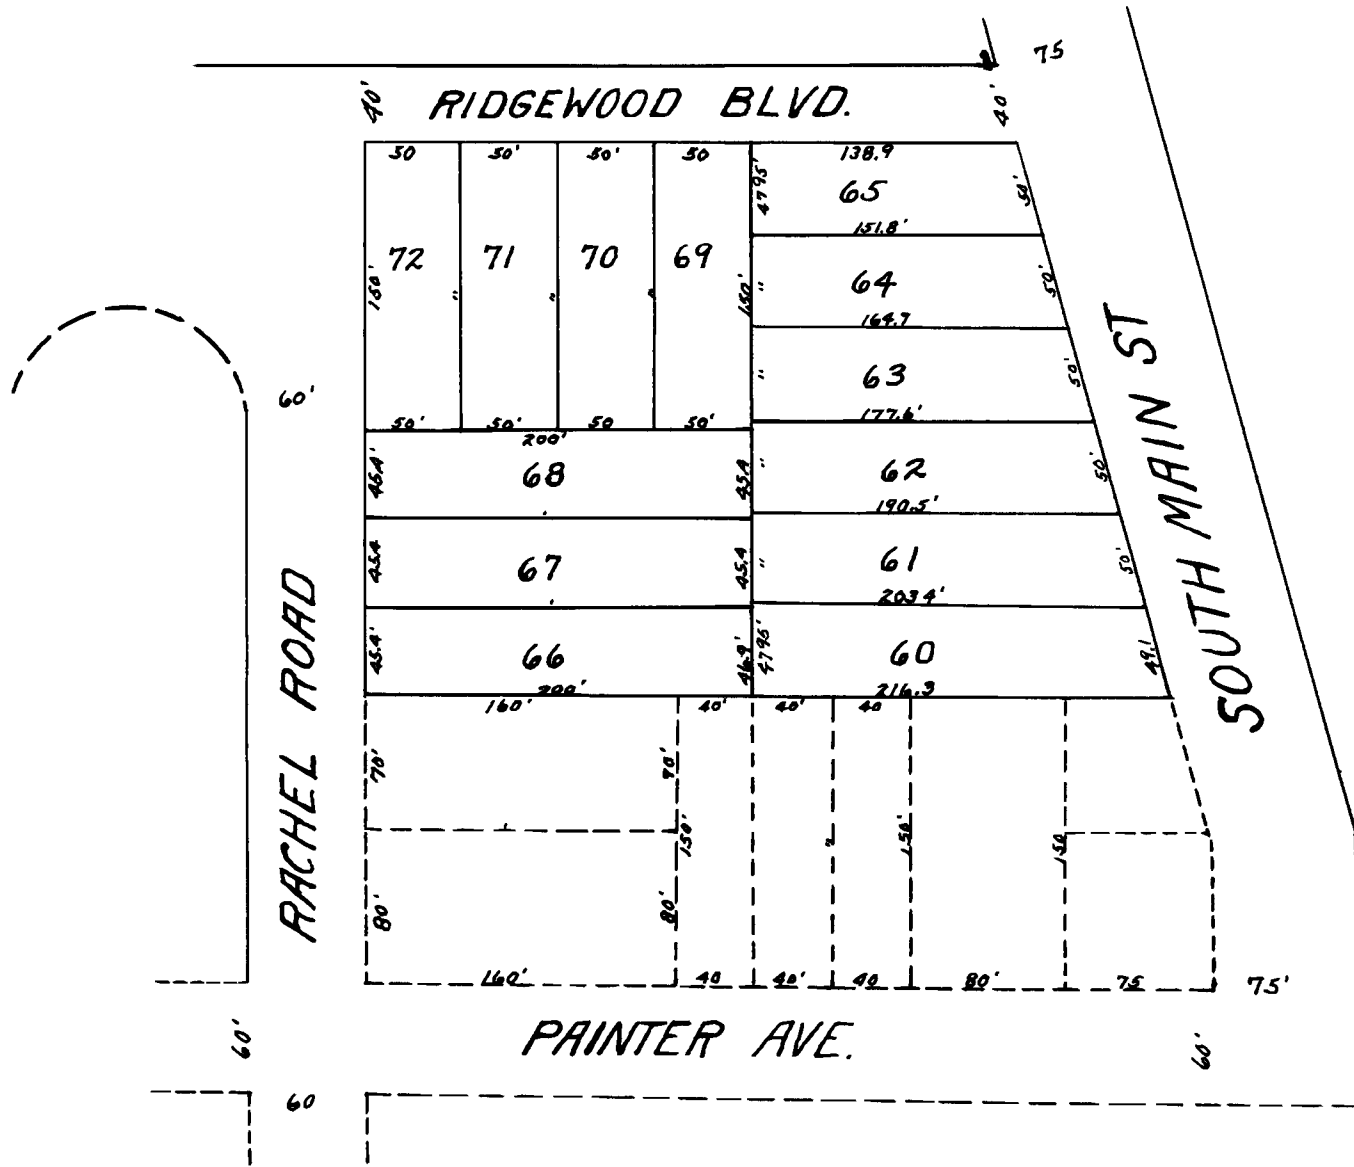 75
40'
RIDGEWOOD BLVD.
40'
50 50' 50' 50 138.9
47.95' 65 50'
151.8'
72 71 70 69
150' " " " 150' " 64 50'
164.7
" 63 50'
60'
177.6'
50' 50' 50 50'
200'
45.4' 68 45.4 " 62 50'
190.5'
45.4 67 45.4 " 61 50'
203.4'
45.4' 66 46.9' 47.95' 60 49.1
200' 216.3
SOUTH MAIN ST
RACHEL ROAD
160' 40' 40' 40
70' 70'
150' " 150' 150
80' 80'
160' 40 40' 40 80' 75 75'
60' PAINTER AVE. 60'
60